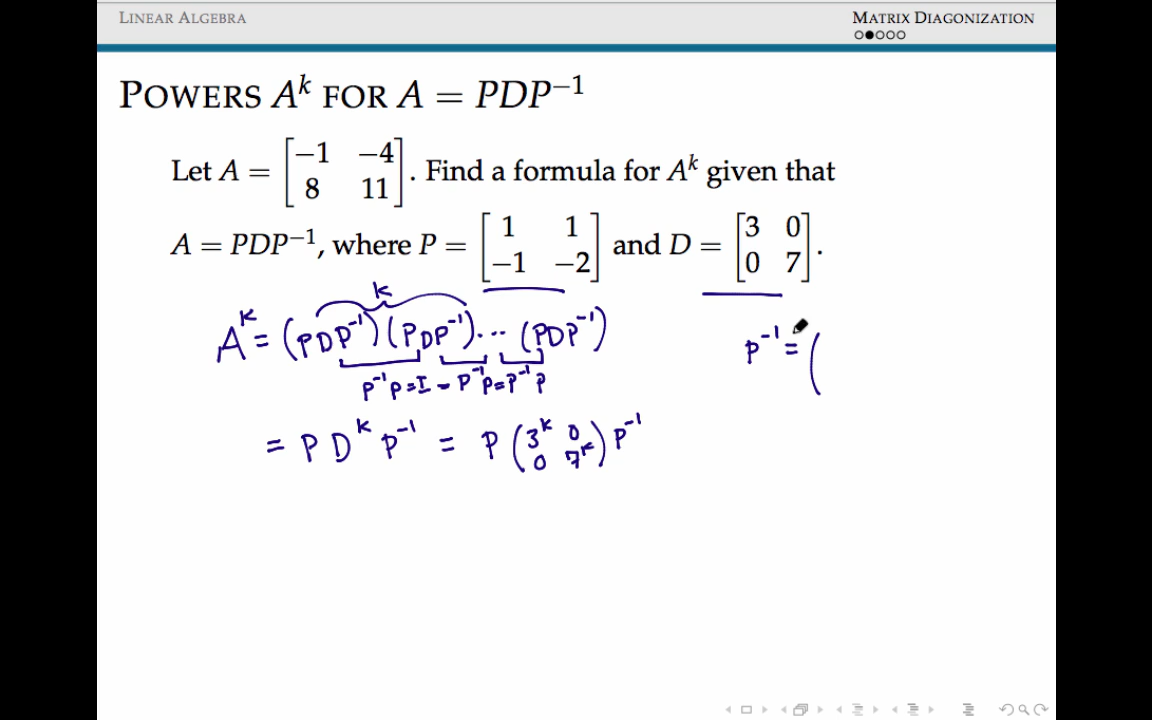 LINEAR ALGEBRA MATRIX DIAGONIZATION
POWERS A^k FOR A = PDP^{-1}
Let A = [−1 −4; 8 11]. Find a formula for A^k given that
A = PDP^{-1}, where P = [1 1; −1 −2] and D = [3 0; 0 7].
k
A^k = (PDP^{-1})(PDP^{-1})...(PDP^{-1})
P^{-1} = (
P^{-1}P = I = P^{-1}P = P^{-1}P
= P D^k P^{-1} = P (3^k 0; 0 7^k) P^{-1}